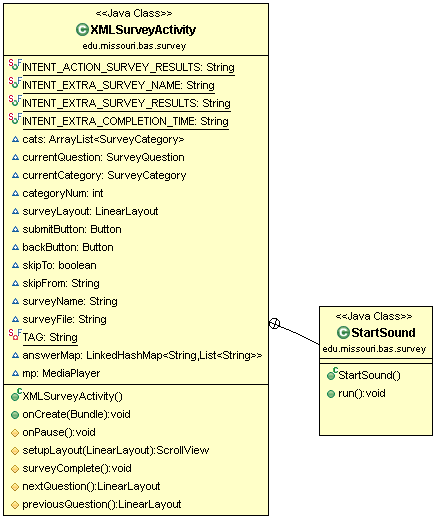 <<Java Class>>
XMLSurveyActivity
edu.missouri.bas.survey
INTENT_ACTION_SURVEY_RESULTS: String
INTENT_EXTRA_SURVEY_NAME: String
INTENT_EXTRA_SURVEY_RESULTS: String
INTENT_EXTRA_COMPLETION_TIME: String
cats: ArrayList<SurveyCategory>
currentQuestion: SurveyQuestion
currentCategory: SurveyCategory
categoryNum: int
surveyLayout: LinearLayout
submitButton: Button
backButton: Button
skipTo: boolean
skipFrom: String
surveyName: String
surveyFile: String
TAG: String
answerMap: LinkedHashMap<String,List<String>>
mp: MediaPlayer
XMLSurveyActivity()
onCreate(Bundle):void
onPause():void
setupLayout(LinearLayout):ScrollView
surveyComplete():void
nextQuestion():LinearLayout
previousQuestion():LinearLayout
<<Java Class>>
StartSound
edu.missouri.bas.survey
StartSound()
run():void